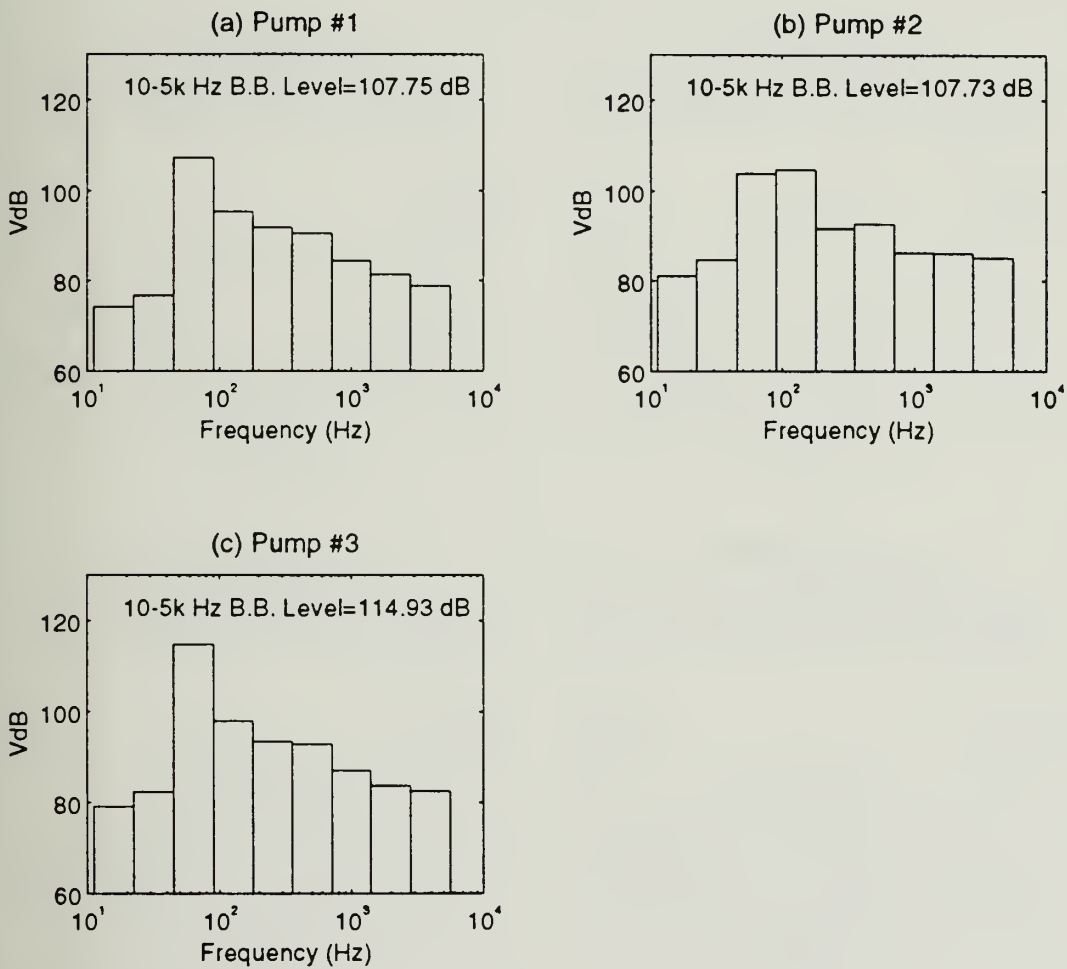 (a) Pump #1
10-5k Hz B.B. Level=107.75 dB
120
100
80
60
VdB
10¹ 10² 10³ 10⁴
Frequency (Hz)
(b) Pump #2
10-5k Hz B.B. Level=107.73 dB
120
100
80
60
VdB
10¹ 10² 10³ 10⁴
Frequency (Hz)
(c) Pump #3
10-5k Hz B.B. Level=114.93 dB
120
100
80
60
VdB
10¹ 10² 10³ 10⁴
Frequency (Hz)